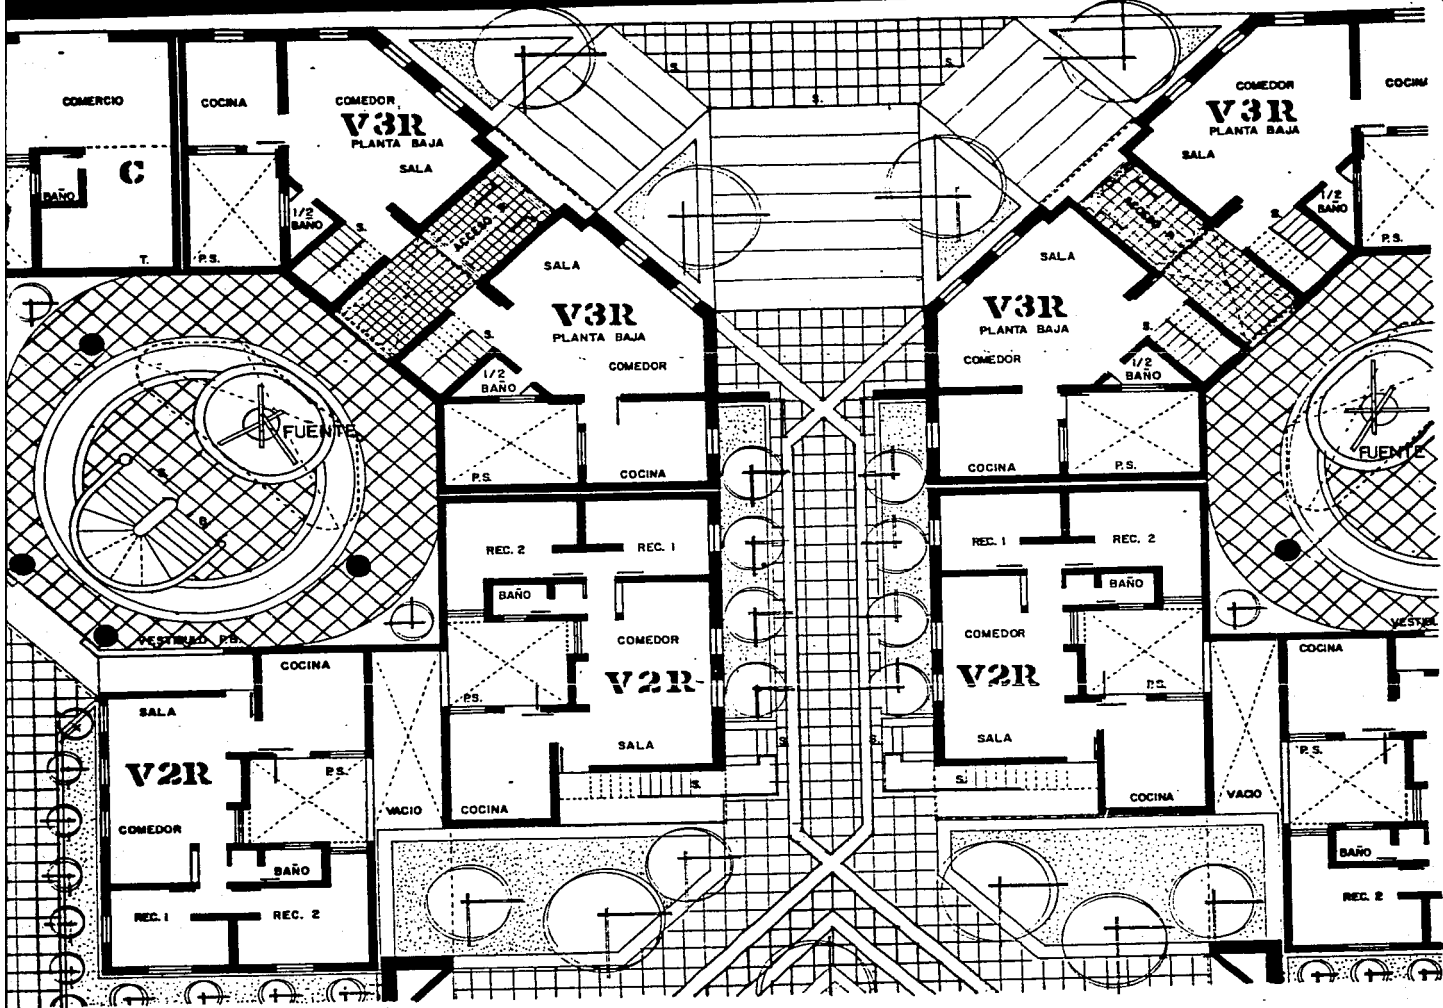 COMERCIO
C
BAÑO
T.
COCINA
P.S.
COMEDOR
V3R
PLANTA BAJA
SALA
1/2
BAÑO
S.
ACCESO
S.
S.
S.
SALA
V3R
PLANTA BAJA
COMEDOR
S.
1/2
BAÑO
P.S.
COCINA
COMEDOR
V3R
PLANTA BAJA
SALA
COCIN
1/2
BAÑO
S.
P.S.
ACCESO
SALA
V3R
PLANTA BAJA
COMEDOR
S.
1/2
BAÑO
COCINA
P.S.
FUENTE
S.
B
VESTIBULO P.B.
FUENTE
REC. 2
REC. 1
BAÑO
COMEDOR
V2R
P.S.
SALA
COCINA
S.
S.
REC. 1
REC. 2
BAÑO
COMEDOR
V2R
P.S.
SALA
S.
S.
COCINA
COCINA
SALA
V2R
P.S.
COMEDOR
BAÑO
REC. 1
REC. 2
VACIO
VACIO
COCINA
P.S.
BAÑO
REC. 2